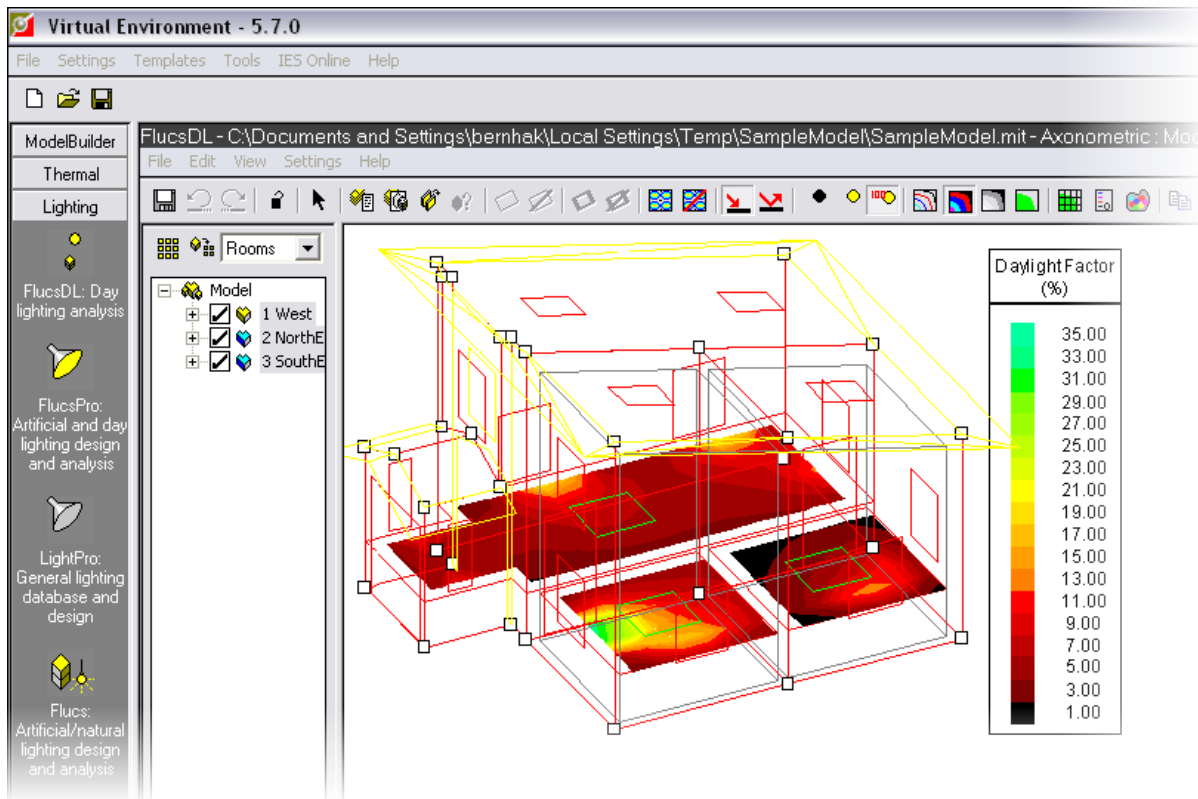 Virtual Environment - 5.7.0
File Settings Templates Tools IES Online Help
ModelBuilder
Thermal
Lighting
FlucsDL: Day
lighting analysis
FlucsPro:
Artificial and day
lighting design
and analysis
LightPro:
General lighting
database and
design
Flucs:
Artificial/natural
lighting design
and analysis
FlucsDL - C:\Documents and Settings\bernhak\Local Settings\Temp\SampleModel\SampleModel.mit - Axonometric : Mod
File Edit View Settings Help
100
Rooms
Model
1 West
2 NorthE
3 SouthE
Daylight Factor
(%)
35.00
33.00
31.00
29.00
27.00
25.00
23.00
21.00
19.00
17.00
15.00
13.00
11.00
9.00
7.00
5.00
3.00
1.00